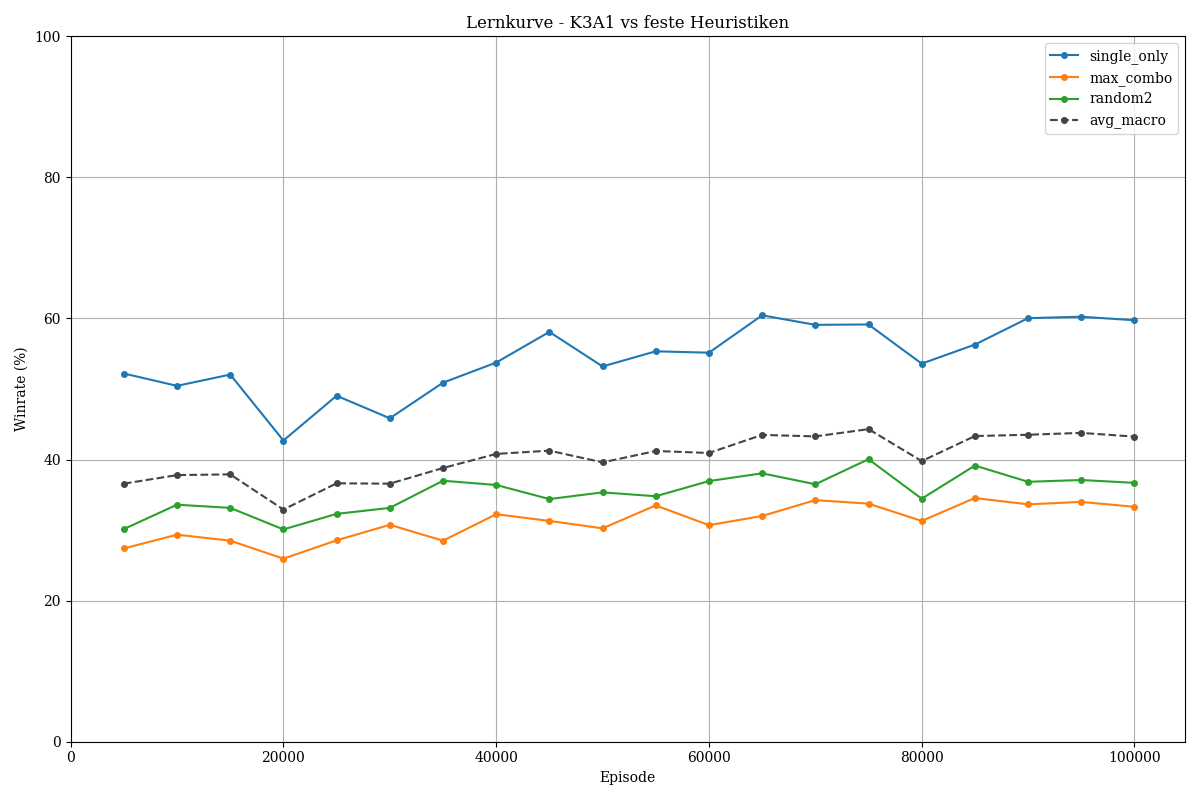 Lernkurve - K3A1 vs feste Heuristiken
100
80
60
40
20
0
Winrate (%)
single_only
max_combo
random2
avg_macro
0 20000 40000 60000 80000 100000
Episode